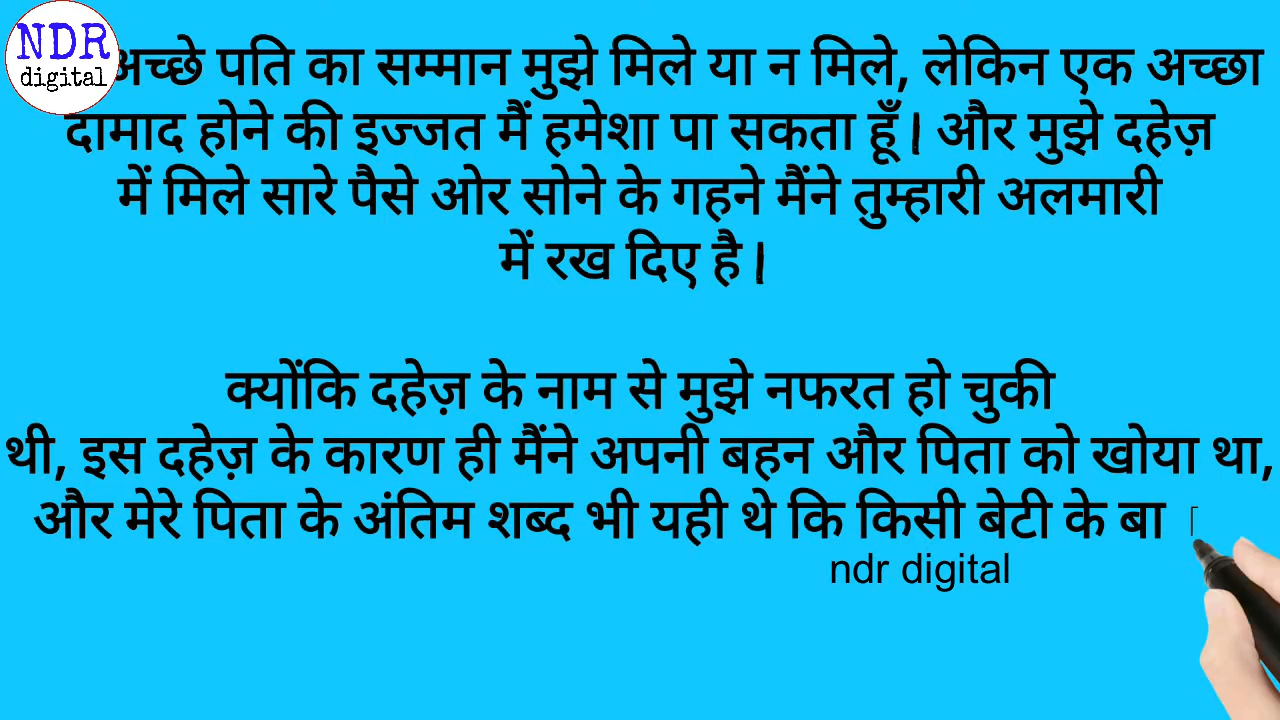 NDR
digital
अच्छे पति का सम्मान मुझे मिले या न मिले, लेकिन एक अच्छा
दामाद होने की इज्जत मैं हमेशा पा सकता हूँ। और मुझे दहेज़
में मिले सारे पैसे ओर सोने के गहने मैंने तुम्हारी अलमारी
में रख दिए है।
क्योंकि दहेज़ के नाम से मुझे नफरत हो चुकी
थी, इस दहेज़ के कारण ही मैंने अपनी बहन और पिता को खोया था,
और मेरे पिता के अंतिम शब्द भी यही थे कि किसी बेटी के बा
ndr digital